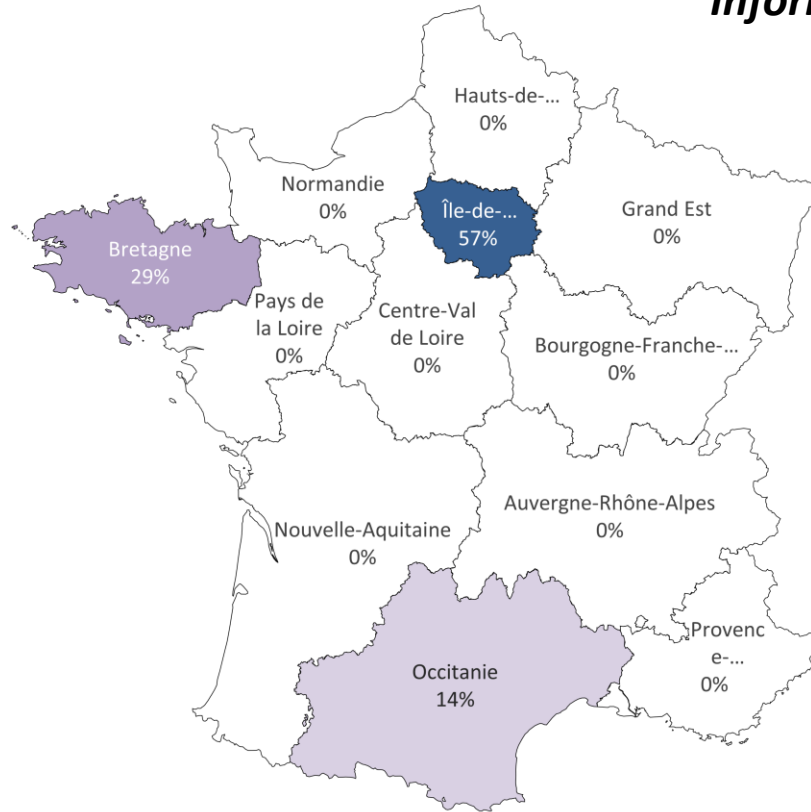 Hauts-de-...
0%
Normandie
0%
Île-de-...
57%
Grand Est
0%
Bretagne
29%
Pays de
la Loire
0%
Centre-Val
de Loire
0%
Bourgogne-Franche-...
0%
Auvergne-Rhône-Alpes
0%
Nouvelle-Aquitaine
0%
Provenc
e-...
0%
Occitanie
14%